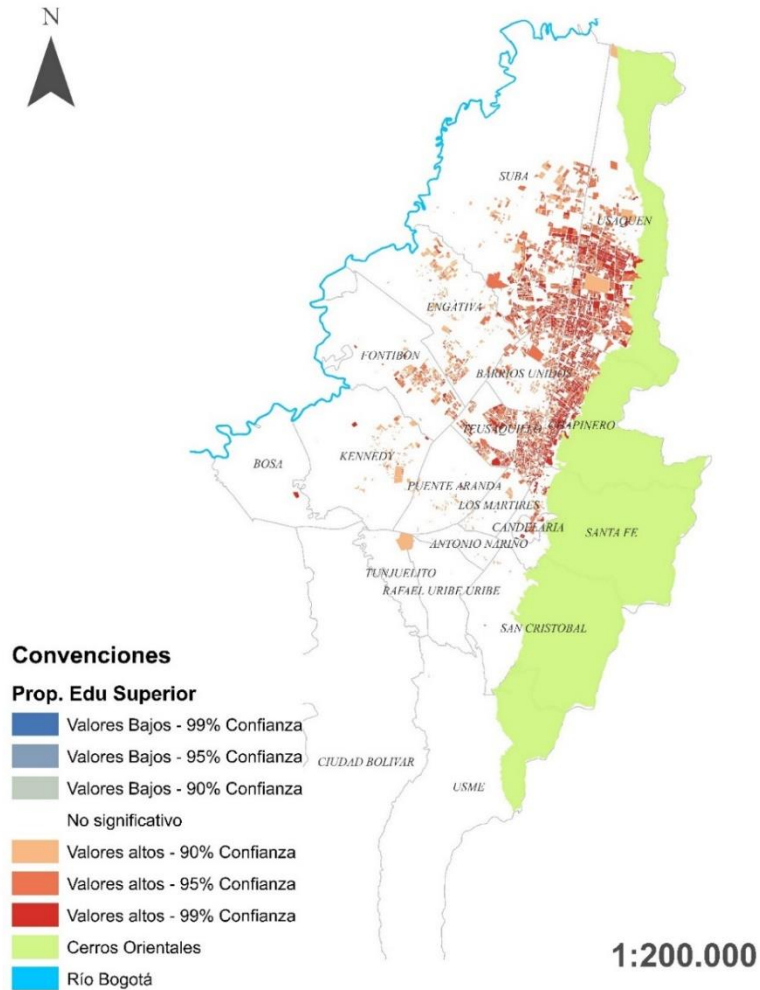 N
SUBA
USAQUEN
ENGATIVA
FONTIBON
BARRIOS UNIDOS
TEUSAQUILLO
CHAPINERO
KENNEDY
BOSA
PUENTE ARANDA
LOS MARTIRES
CANDELARIA
SANTA FE
ANTONIO NARIÑO
TUNJUELITO
RAFAEL URIBE URIBE
SAN CRISTOBAL
CIUDAD BOLIVAR
USME
Convenciones
Prop. Edu Superior
Valores Bajos - 99% Confianza
Valores Bajos - 95% Confianza
Valores Bajos - 90% Confianza
No significativo
Valores altos - 90% Confianza
Valores altos - 95% Confianza
Valores altos - 99% Confianza
Cerros Orientales
Río Bogotá
1:200.000